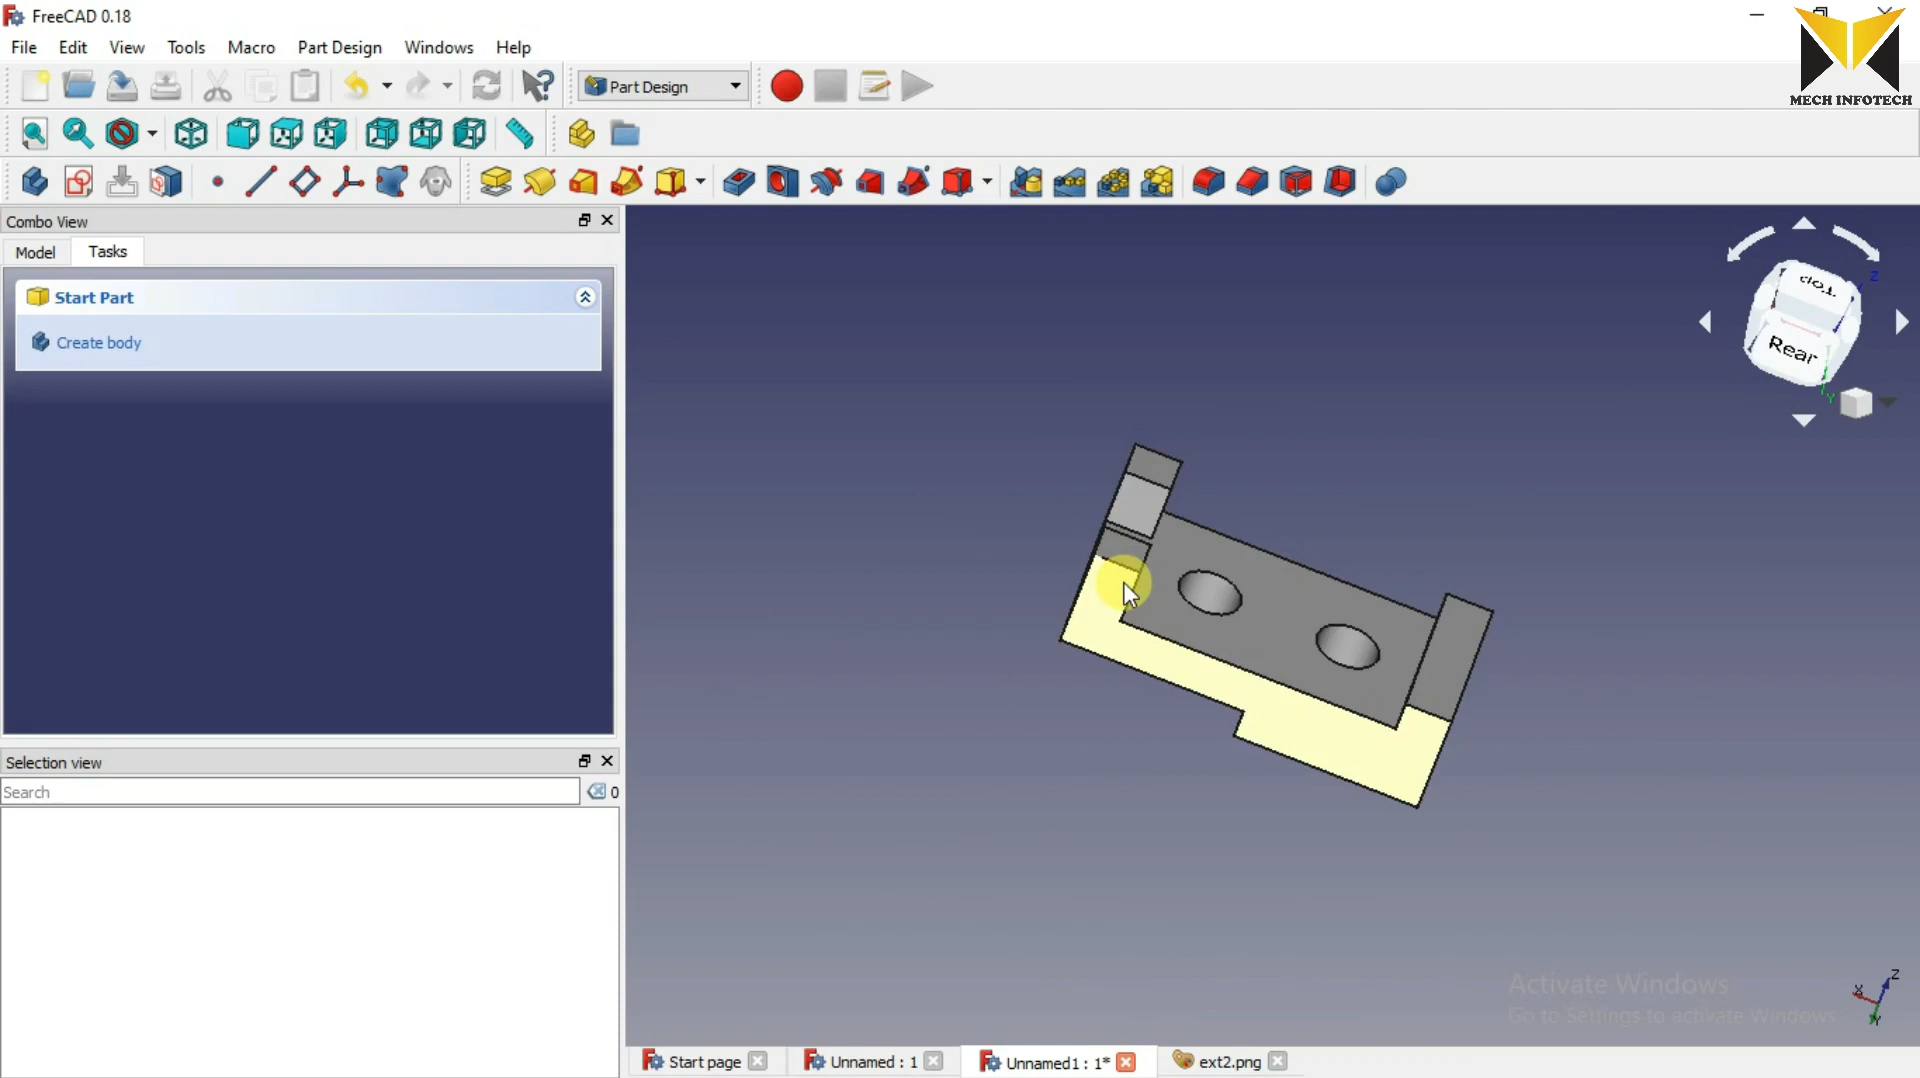 FreeCAD 0.18
File Edit View Tools Macro Part Design Windows Help
MECH INFOTECH
Part Design
Combo View
Model Tasks
Start Part
Create body
Top
Rear
Z
Y
Selection view
Search
0
Activate Windows
Go to Settings to activate Windows.
X Z
Y
Start page Unnamed : 1 Unnamed1 : 1* ext2.png